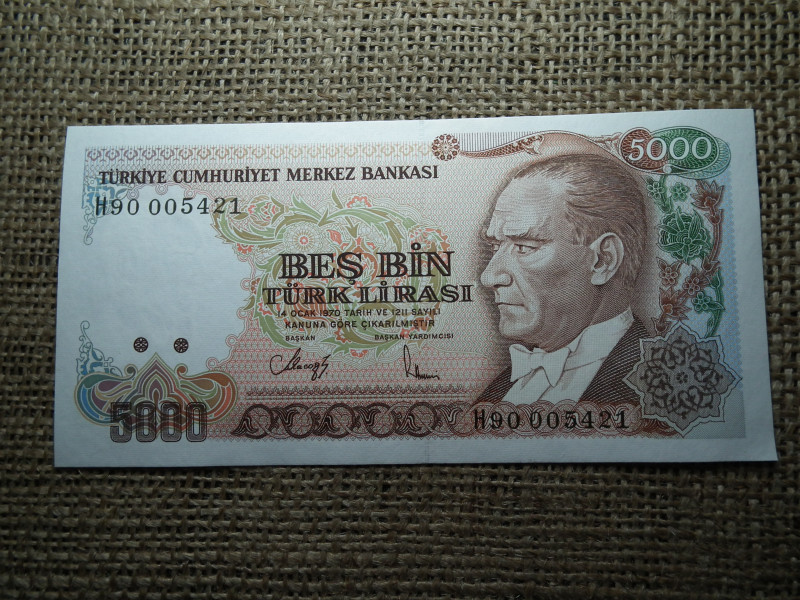 TÜRKİYE CUMHURİYET MERKEZ BANKASI
5000
H90 005421
BEŞ BİN
TÜRK LİRASI
14 OCAK 1970 TARİH VE 1211 SAYILI
KANUNA GÖRE ÇIKARILMIŞTIR
BAŞKAN BAŞKAN YARDIMCISI
5000
H90 005421